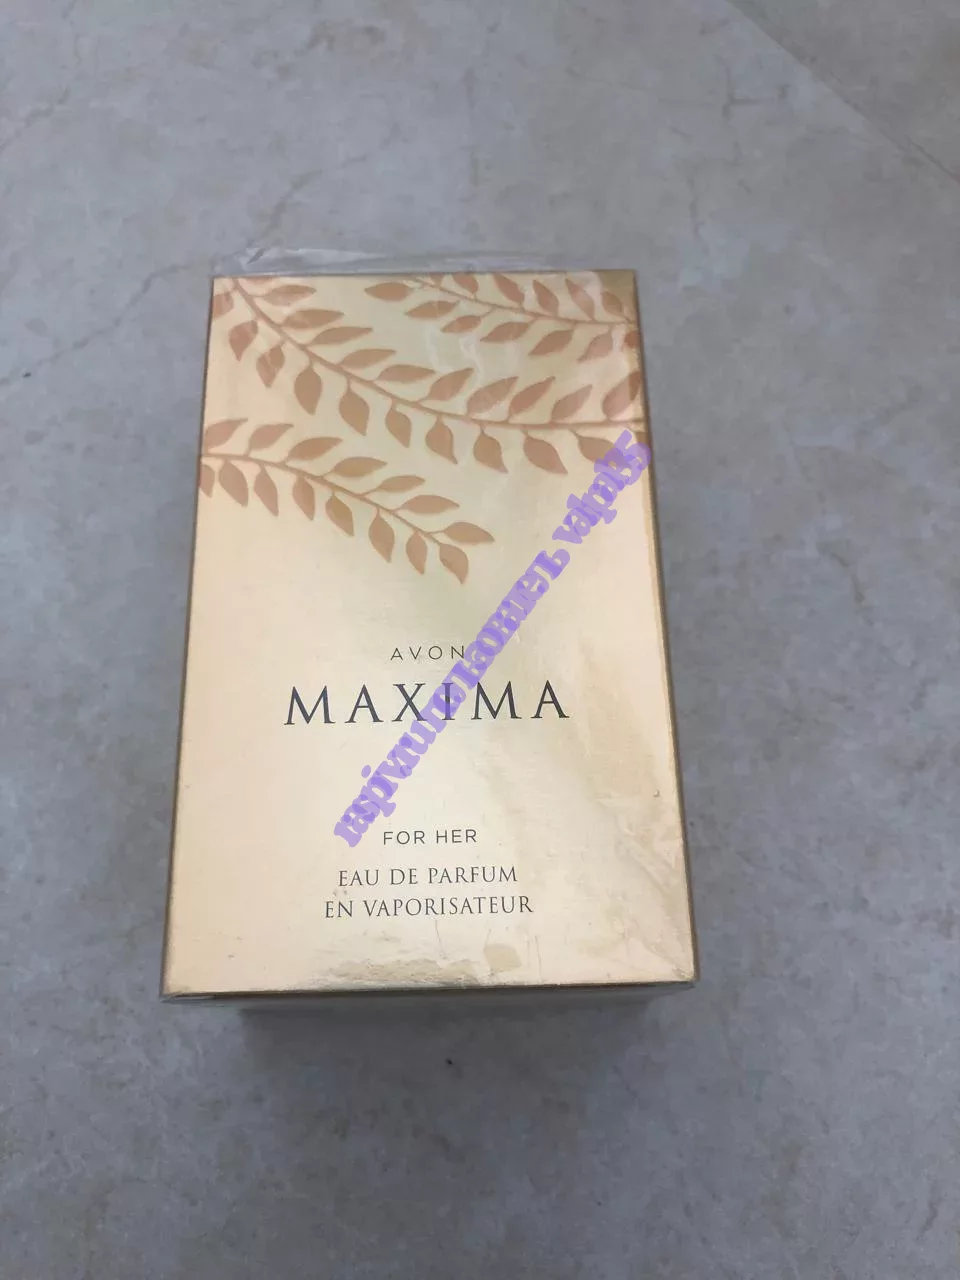 AVON
MAXIMA
FOR HER
EAU DE PARFUM
EN VAPORISATEUR